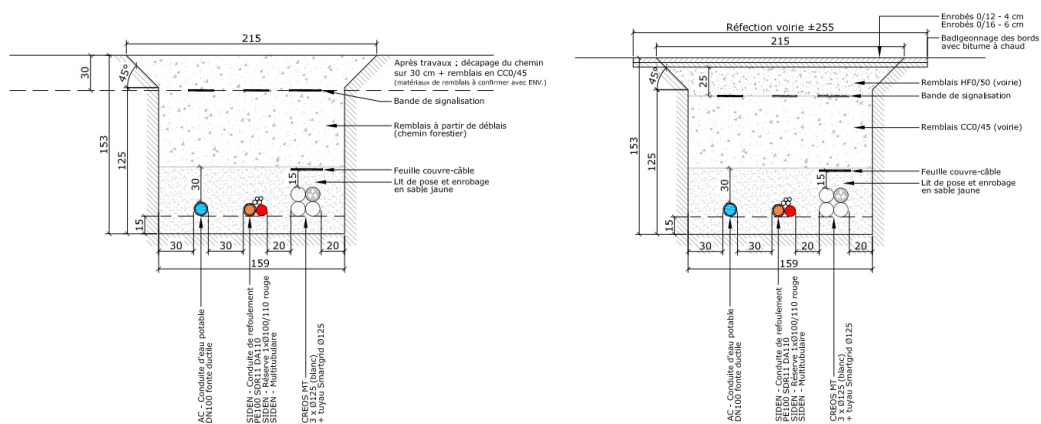 215
30
45°
Après travaux : décapage du chemin
sur 30 cm + remblais en CC0/45
(matériaux de remblais à confirmer avec ENV.)
Bande de signalisation
Remblais à partir de déblais
(chemin forestier)
153
125
Feuille couvre-câble
30
15
Lit de pose et enrobage
en sable jaune
15
30
30
20
20
159
AC - Conduite d'eau potable
DN100 fonte ductile
SIDEN - Conduite de refoulement
PE100 SDR11 DA110
SIDEN - Réserve 1xØ100/110 rouge
SIDEN - Multitubulaire
CREOS MT
3 x Ø125 (blanc)
+ tuyau Smartgrid Ø125
Enrobés 0/12 - 4 cm
Enrobés 0/16 - 6 cm
Réfection voirie ±255
Badigeonnage des bords
avec bitume à chaud
215
45°
25
Remblais HF0/50 (voirie)
Bande de signalisation
Remblais CC0/45 (voirie)
153
125
Feuille couvre-câble
30
15
Lit de pose et enrobage
en sable jaune
15
30
30
20
20
159
AC - Conduite d'eau potable
DN100 fonte ductile
SIDEN - Conduite de refoulement
PE100 SDR11 DA110
SIDEN - Réserve 1xØ100/110 rouge
SIDEN - Multitubulaire
CREOS MT
3 x Ø125 (blanc)
+ tuyau Smartgrid Ø125